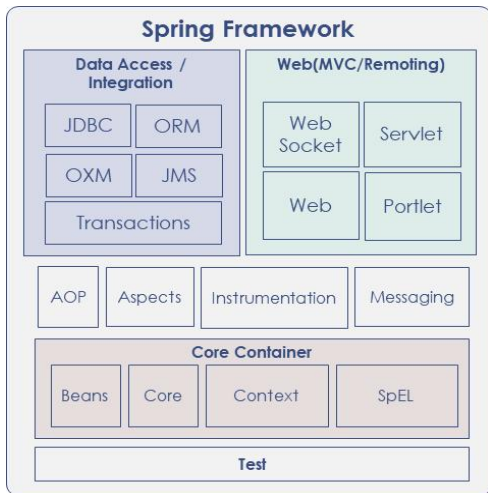 Spring Framework
Data Access /
Integration
JDBC
ORM
OXM
JMS
Transactions
Web(MVC/Remoting)
Web
Socket
Servlet
Web
Portlet
AOP
Aspects
Instrumentation
Messaging
Core Container
Beans
Core
Context
SpEL
Test